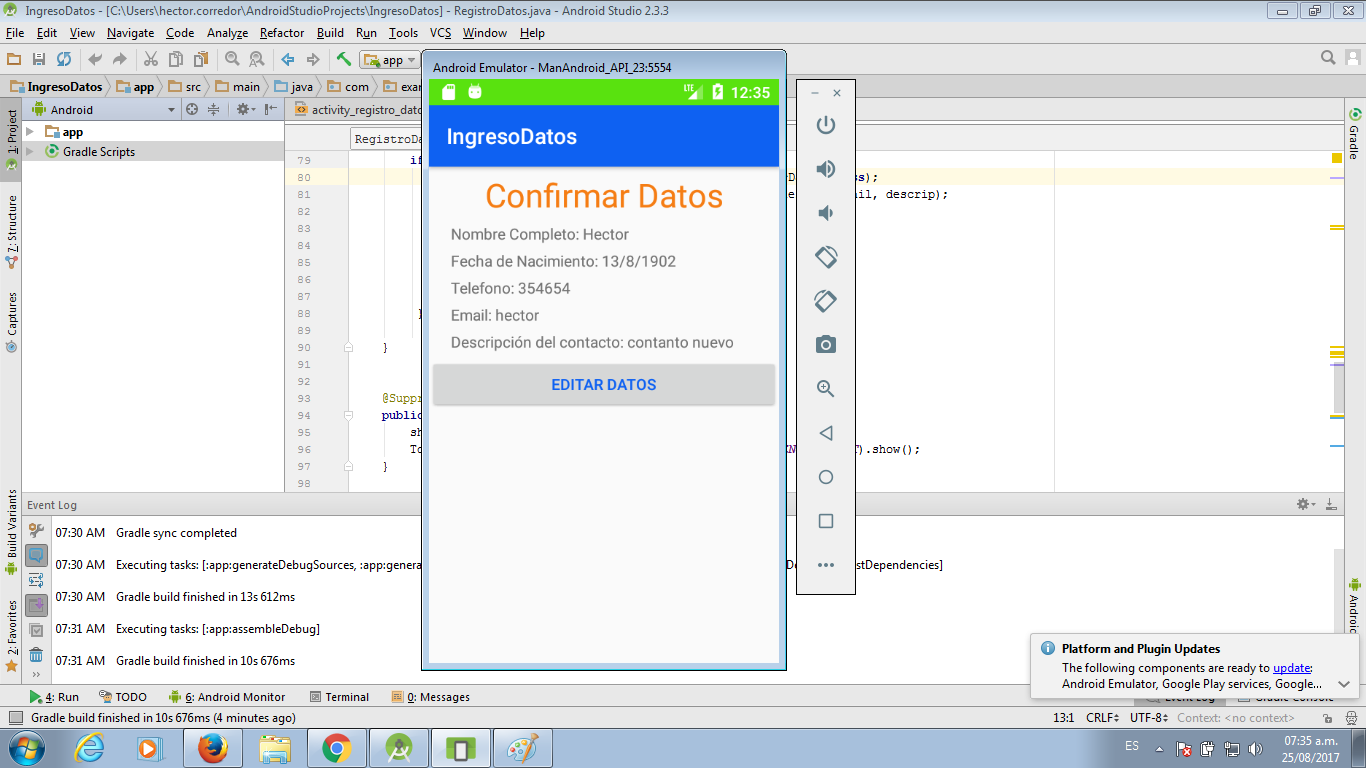 IngresoDatos - [C:\Users\hector.corredor\AndroidStudioProjects\IngresoDatos] - RegistroDatos.java - Android Studio 2.3.3
File Edit View Navigate Code Analyze Refactor Build Run Tools VCS Window Help
app
IngresoDatos app src main java com exa
Android
activity_registro_dato
RegistroDa
1: Project
7: Structure
Captures
Build Variants
2: Favorites
app
Gradle Scripts
79 if
80 ss);
81 ail, descrip);
82
83
84
85
86
87
88 }
89
90 }
91
92
93 @Suppr
94 public
95 sh
96 To T).show();
97 }
98
Android Emulator - ManAndroid_API_23:5554
LTE 12:35
IngresoDatos
Confirmar Datos
Nombre Completo: Hector
Fecha de Nacimiento: 13/8/1902
Telefono: 354654
Email: hector
Descripción del contacto: contanto nuevo
EDITAR DATOS
Gradle
Android
Event Log
07:30 AM Gradle sync completed
07:30 AM Executing tasks: [:app:generateDebugSources, :app:genera stDependencies]
07:30 AM Gradle build finished in 13s 612ms
07:31 AM Executing tasks: [:app:assembleDebug]
07:31 AM Gradle build finished in 10s 676ms
Platform and Plugin Updates
The following components are ready to update:
Android Emulator, Google Play services, Google...
4: Run TODO 6: Android Monitor Terminal 0: Messages Event Log Gradle Console
Gradle build finished in 10s 676ms (4 minutes ago) 13:1 CRLF UTF-8 Context: <no context>
ES 07:35 a.m.
25/08/2017